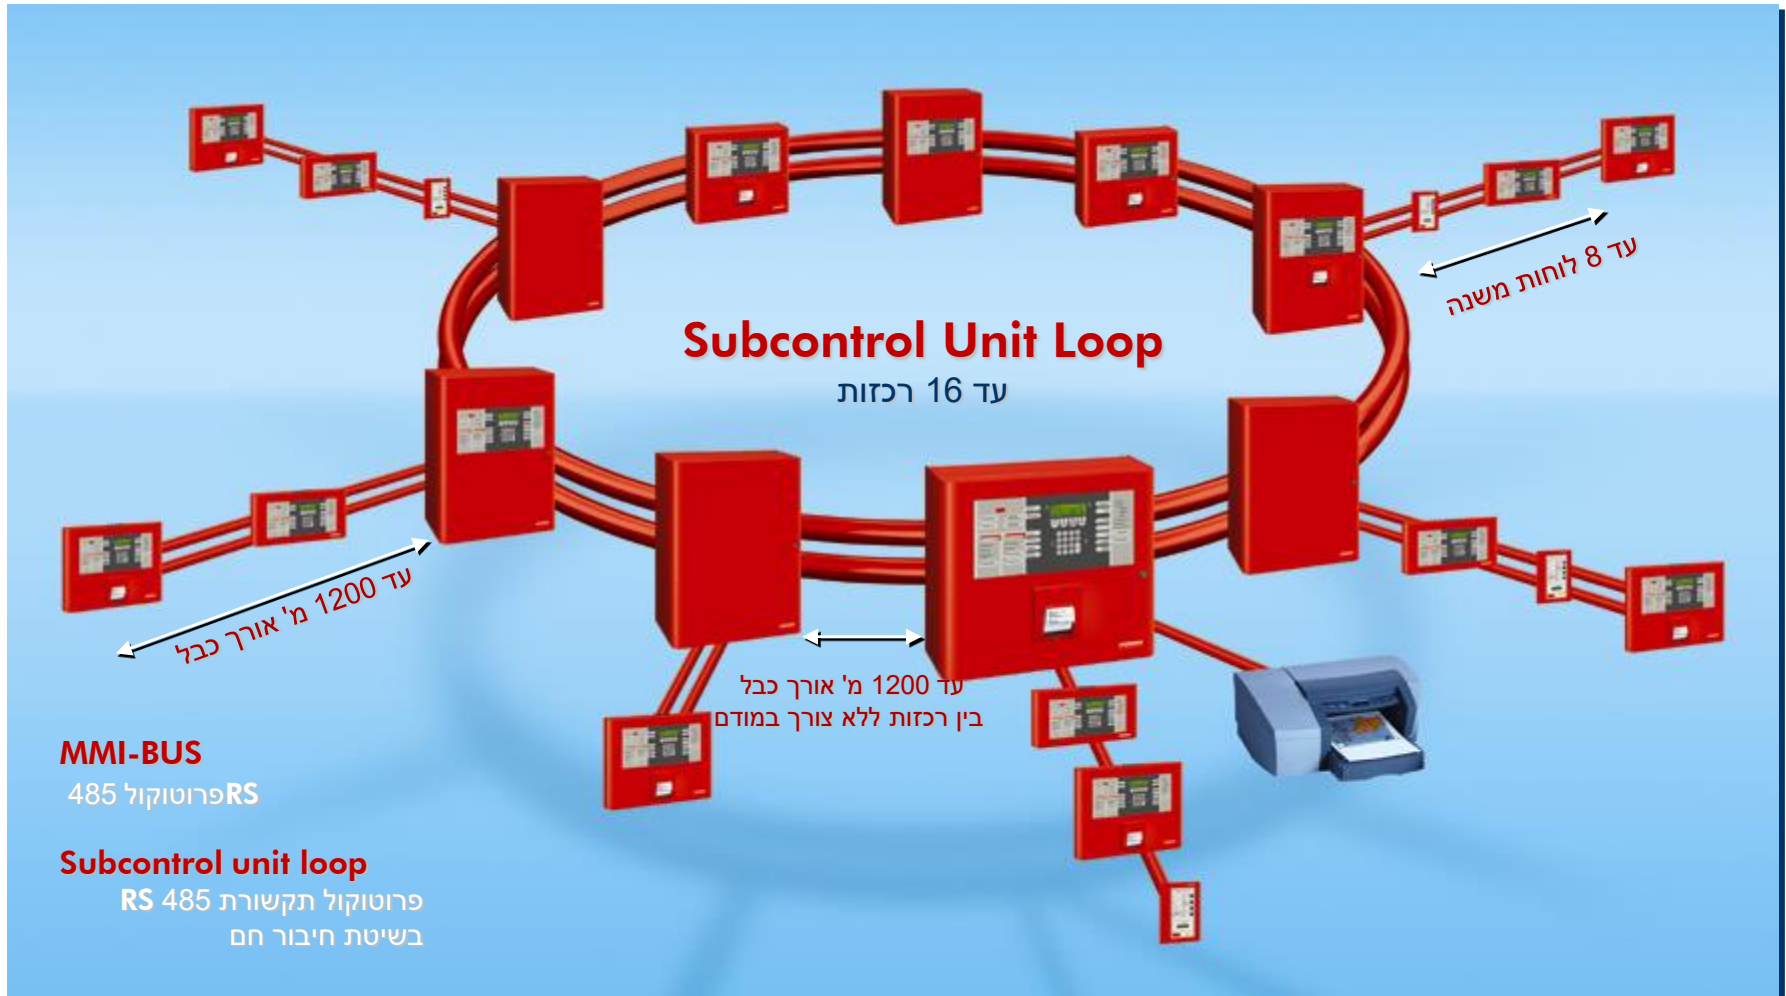 עד 8 לוחות משנה
Subcontrol Unit Loop
עד 16 רכזות
עד 1200 מ' אורך כבל
עד 1200 מ' אורך כבל
בין רכזות ללא צורך במודם
MMI-BUS
RSפרוטוקול 485
Subcontrol unit loop
פרוטוקול תקשורת RS 485
בשיטת חיבור חם